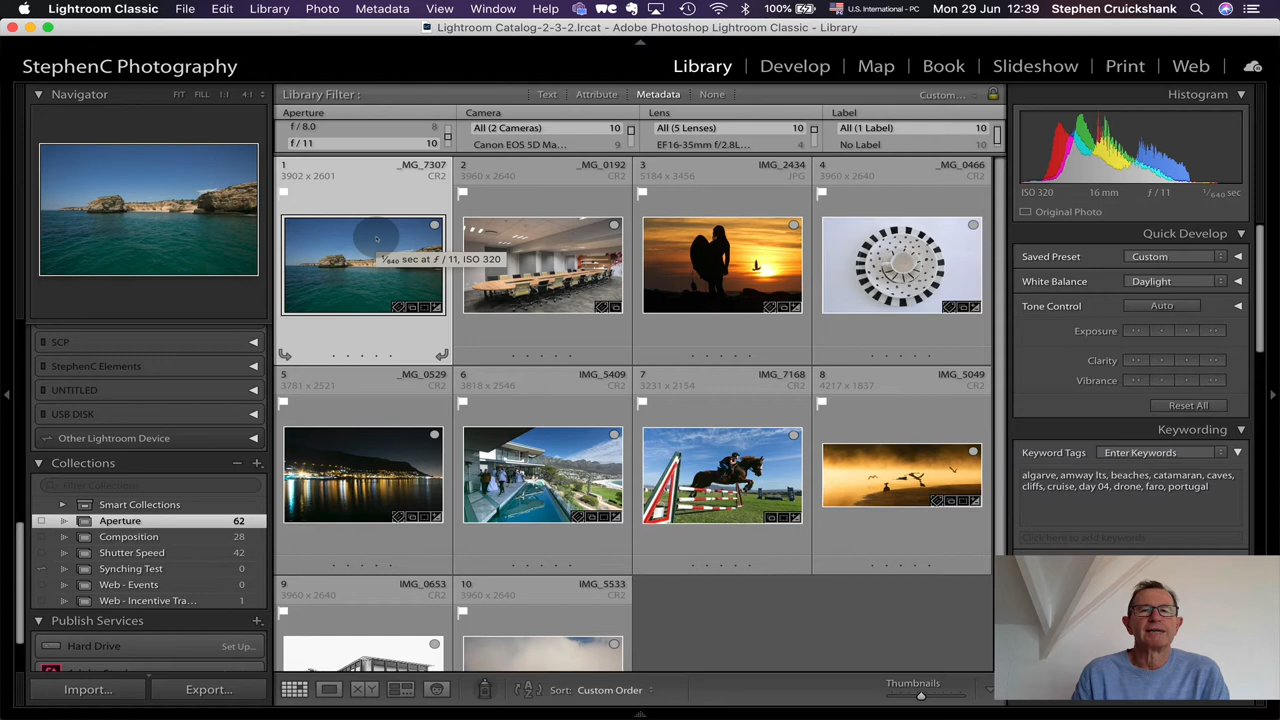 Lightroom Classic File Edit Library Photo Metadata View Window Help 100% U.S. International - PC Mon 29 Jun 12:39 Stephen Cruickshank
Lightroom Catalog-2-3-2.lrcat - Adobe Photoshop Lightroom Classic - Library
StephenC Photography Library Develop Map Book Slideshow Print Web
Navigator FIT FILL 1:1 4:1
Library Filter : Text Attribute Metadata None Custom...
Histogram
Aperture Camera Lens Label
f / 8.0 8 All (2 Cameras) 10 All (5 Lenses) 10 All (1 Label) 10
f / 11 10 Canon EOS 5D Ma... 9 EF16-35mm f/2.8L... No Label 10
1 _MG_7307 2 _MG_0192 3 IMG_2434 4 _MG_0466
3902 x 2601 CR2 3960 x 2640 CR2 5184 x 3456 JPG 3960 x 2640 CR2
ISO 320 16 mm ƒ / 11 1/640 sec
Original Photo
Quick Develop
Saved Preset Custom
1/640 sec at ƒ / 11, ISO 320
White Balance Daylight
Tone Control Auto
Exposure
Clarity
Vibrance
Reset All
SCP
StephenC Elements
UNTITLED
USB DISK
Other Lightroom Device
5 _MG_0529 6 IMG_5409 7 IMG_7168 8 IMG_5049
3781 x 2521 CR2 3818 x 2546 CR2 3231 x 2154 CR2 4217 x 1837 CR2
Keywording
Keyword Tags Enter Keywords
algarve, amway lts, beaches, catamaran, caves,
cliffs, cruise, day 04, drone, faro, portugal
Click here to add keywords
Collections
Filter Collections
Smart Collections
Aperture 62
Composition 28
Shutter Speed 42
Synching Test 0
Web - Events 0
Web - Incentive Tra... 1
9 IMG_0653 10 IMG_5533
3960 x 2640 CR2 3960 x 2640 CR2
Publish Services
Hard Drive Set Up...
Import... Export...
XY
Sort: Custom Order
Thumbnails